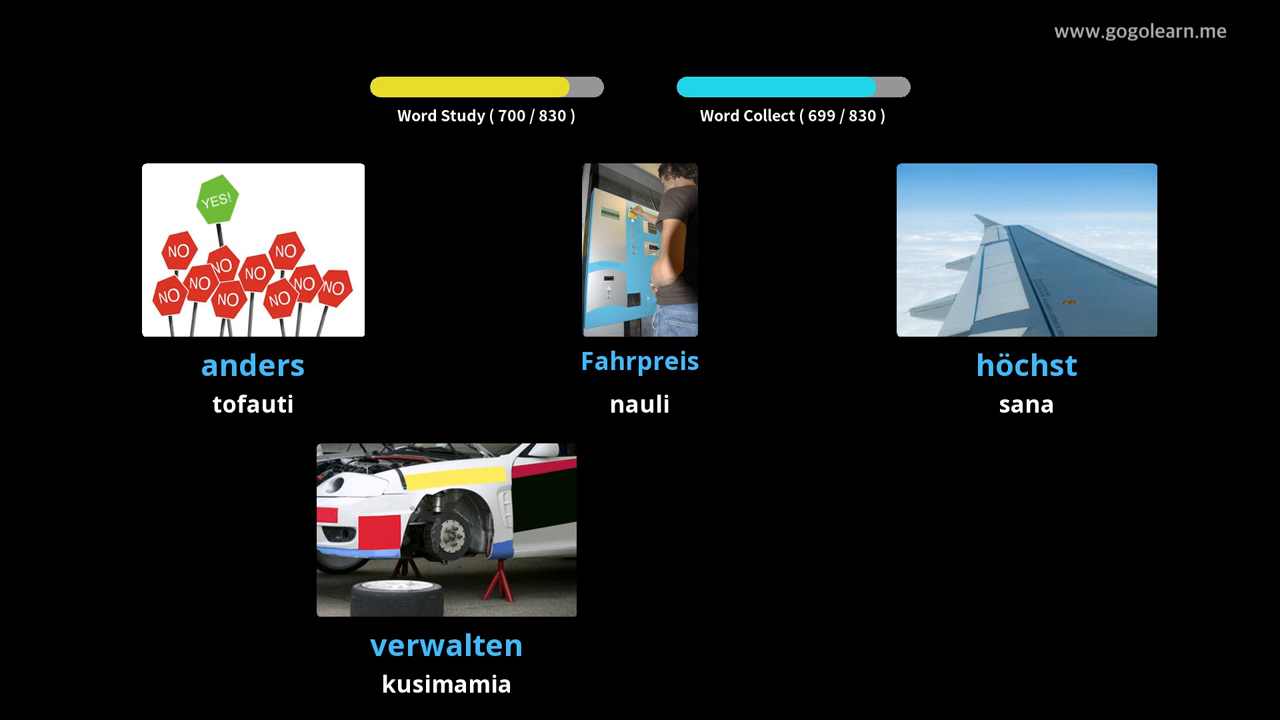 www.gogolearn.me
Word Study ( 700 / 830 )
Word Collect ( 699 / 830 )
YES!
NO
NO
NO
NO
NO
NO
NO
NO
NO
NO
anders
tofauti
Fahrpreis
nauli
höchst
sana
verwalten
kusimamia